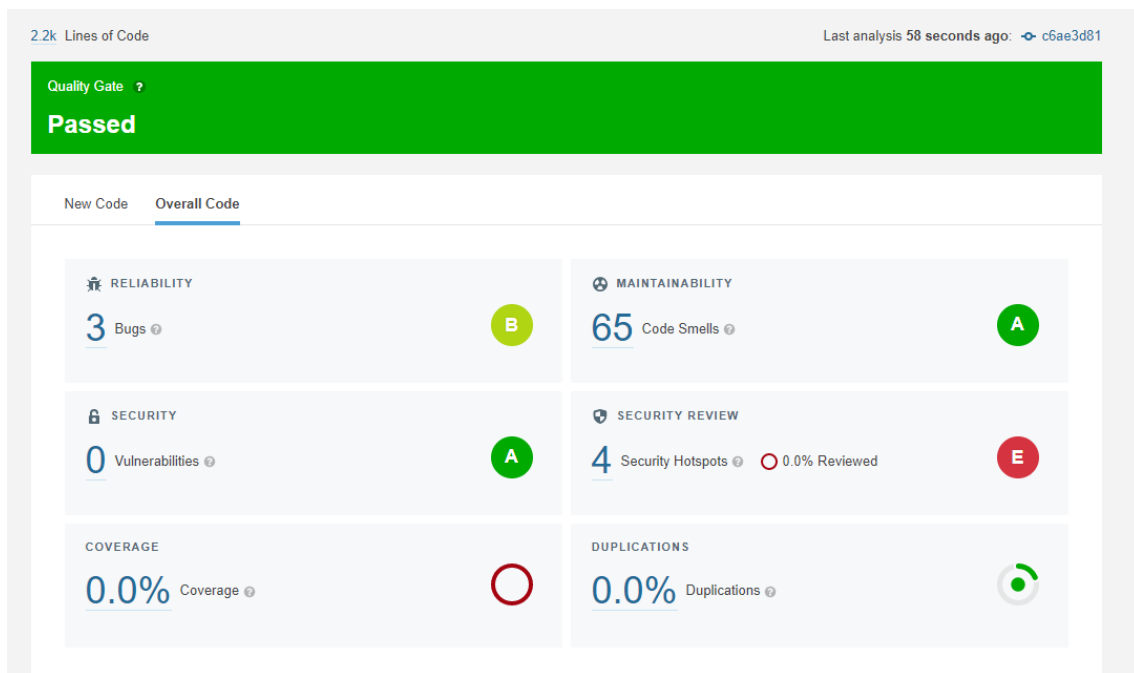 2.2k Lines of Code
Last analysis 58 seconds ago: c6ae3d81
Quality Gate ?
Passed
New Code Overall Code
RELIABILITY
3 Bugs ?
B
MAINTAINABILITY
65 Code Smells ?
A
SECURITY
0 Vulnerabilities ?
A
SECURITY REVIEW
4 Security Hotspots ? 0.0% Reviewed
E
COVERAGE
0.0% Coverage ?
DUPLICATIONS
0.0% Duplications ?